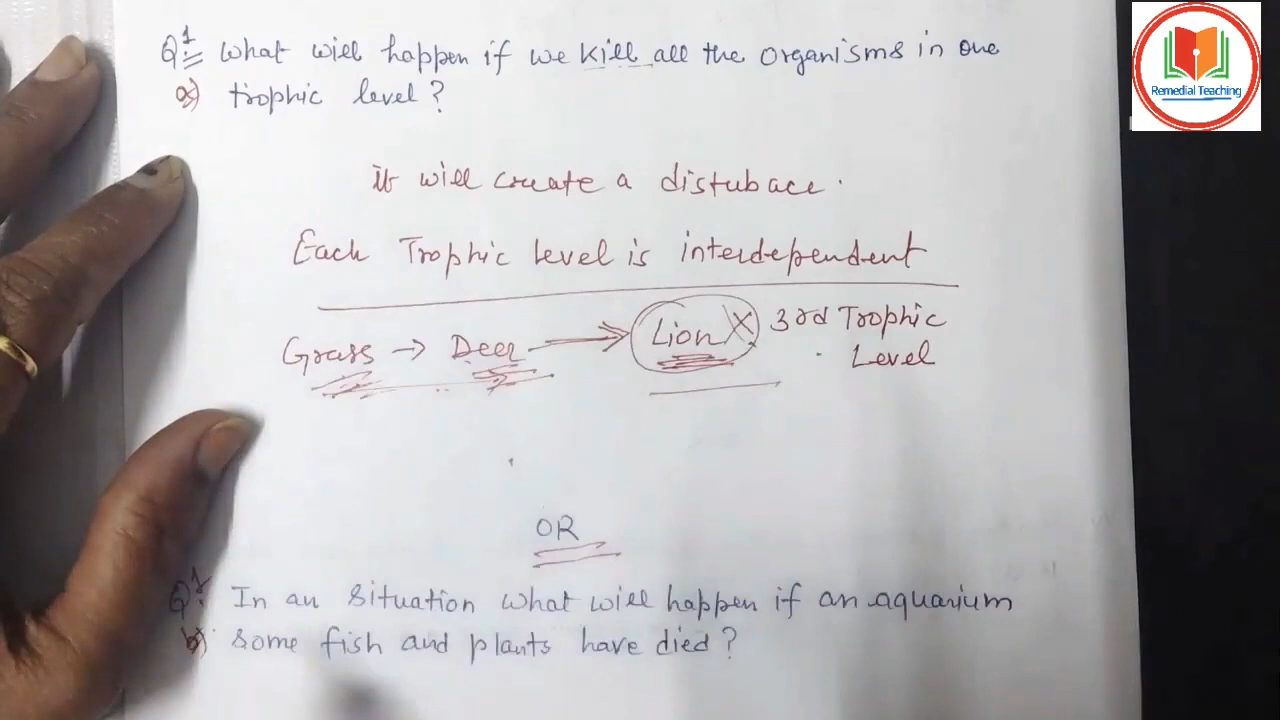 Q1 What will happen if we kill all the organisms in one
a) trophic level?
it will create a distubace.
Each Trophic level is interdependent
Grass → Deer → Lion X 3rd Trophic
Level
OR
Q1 In an situation what will happen if an aquarium
b) some fish and plants have died?
Remedial Teaching